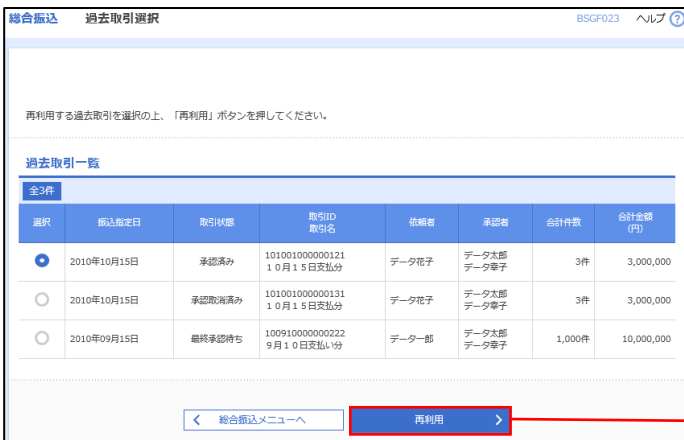 総合振込 過去取引選択 BSGF023 ヘルプ ?
再利用する過去取引を選択の上、「再利用」ボタンを押してください。
過去取引一覧
全3件
選択 振込指定日 取引状態 取引ID 取引名 依頼者 承認者 合計件数 合計金額 (円)
2010年10月15日 承認済み 101001000000121 １０月１５日支払分 データ花子 データ太郎 データ幸子 3件 3,000,000
2010年10月15日 承認取消済み 101001000000131 １０月１５日支払分 データ花子 データ太郎 データ幸子 3件 3,000,000
2010年09月15日 最終承認待ち 100910000000222 ９月１０日支払い分 データ一郎 データ太郎 データ幸子 1,000件 10,000,000
総合振込メニューへ 再利用